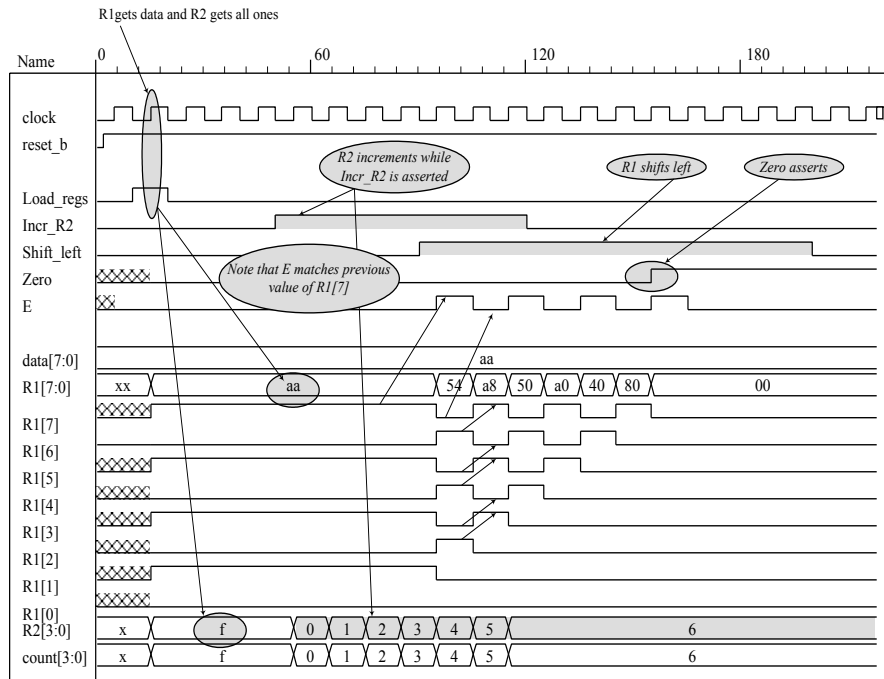 R1gets data and R2 gets all ones
Name 0 60 120 180
clock
reset_b
R2 increments while
Incr_R2 is asserted
R1 shifts left
Zero asserts
Load_regs
Incr_R2
Shift_left
Note that E matches previous
value of R1[7]
Zero
E
data[7:0] aa
R1[7:0] xx aa 54 a8 50 a0 40 80 00
R1[7]
R1[6]
R1[5]
R1[4]
R1[3]
R1[2]
R1[1]
R1[0]
R2[3:0] x f 0 1 2 3 4 5 6
count[3:0] x f 0 1 2 3 4 5 6